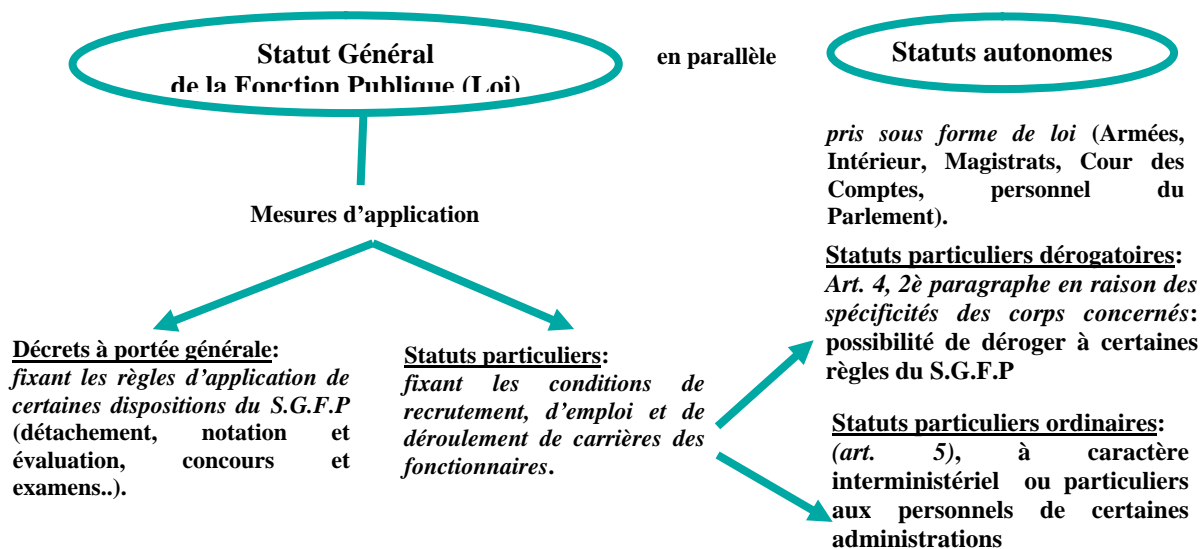 Statut Général
de la Fonction Publique (Loi)
en parallèle
Statuts autonomes
pris sous forme de loi (Armées,
Intérieur, Magistrats, Cour des
Comptes, personnel du
Parlement).
Mesures d’application
Décrets à portée générale:
fixant les règles d’application de
certaines dispositions du S.G.F.P
(détachement, notation et
évaluation, concours et
examens..).
Statuts particuliers:
fixant les conditions de
recrutement, d’emploi et de
déroulement de carrières des
fonctionnaires.
Statuts particuliers dérogatoires:
Art. 4, 2è paragraphe en raison des
spécificités des corps concernés:
possibilité de déroger à certaines
règles du S.G.F.P
Statuts particuliers ordinaires:
(art. 5), à caractère
interministériel ou particuliers
aux personnels de certaines
administrations